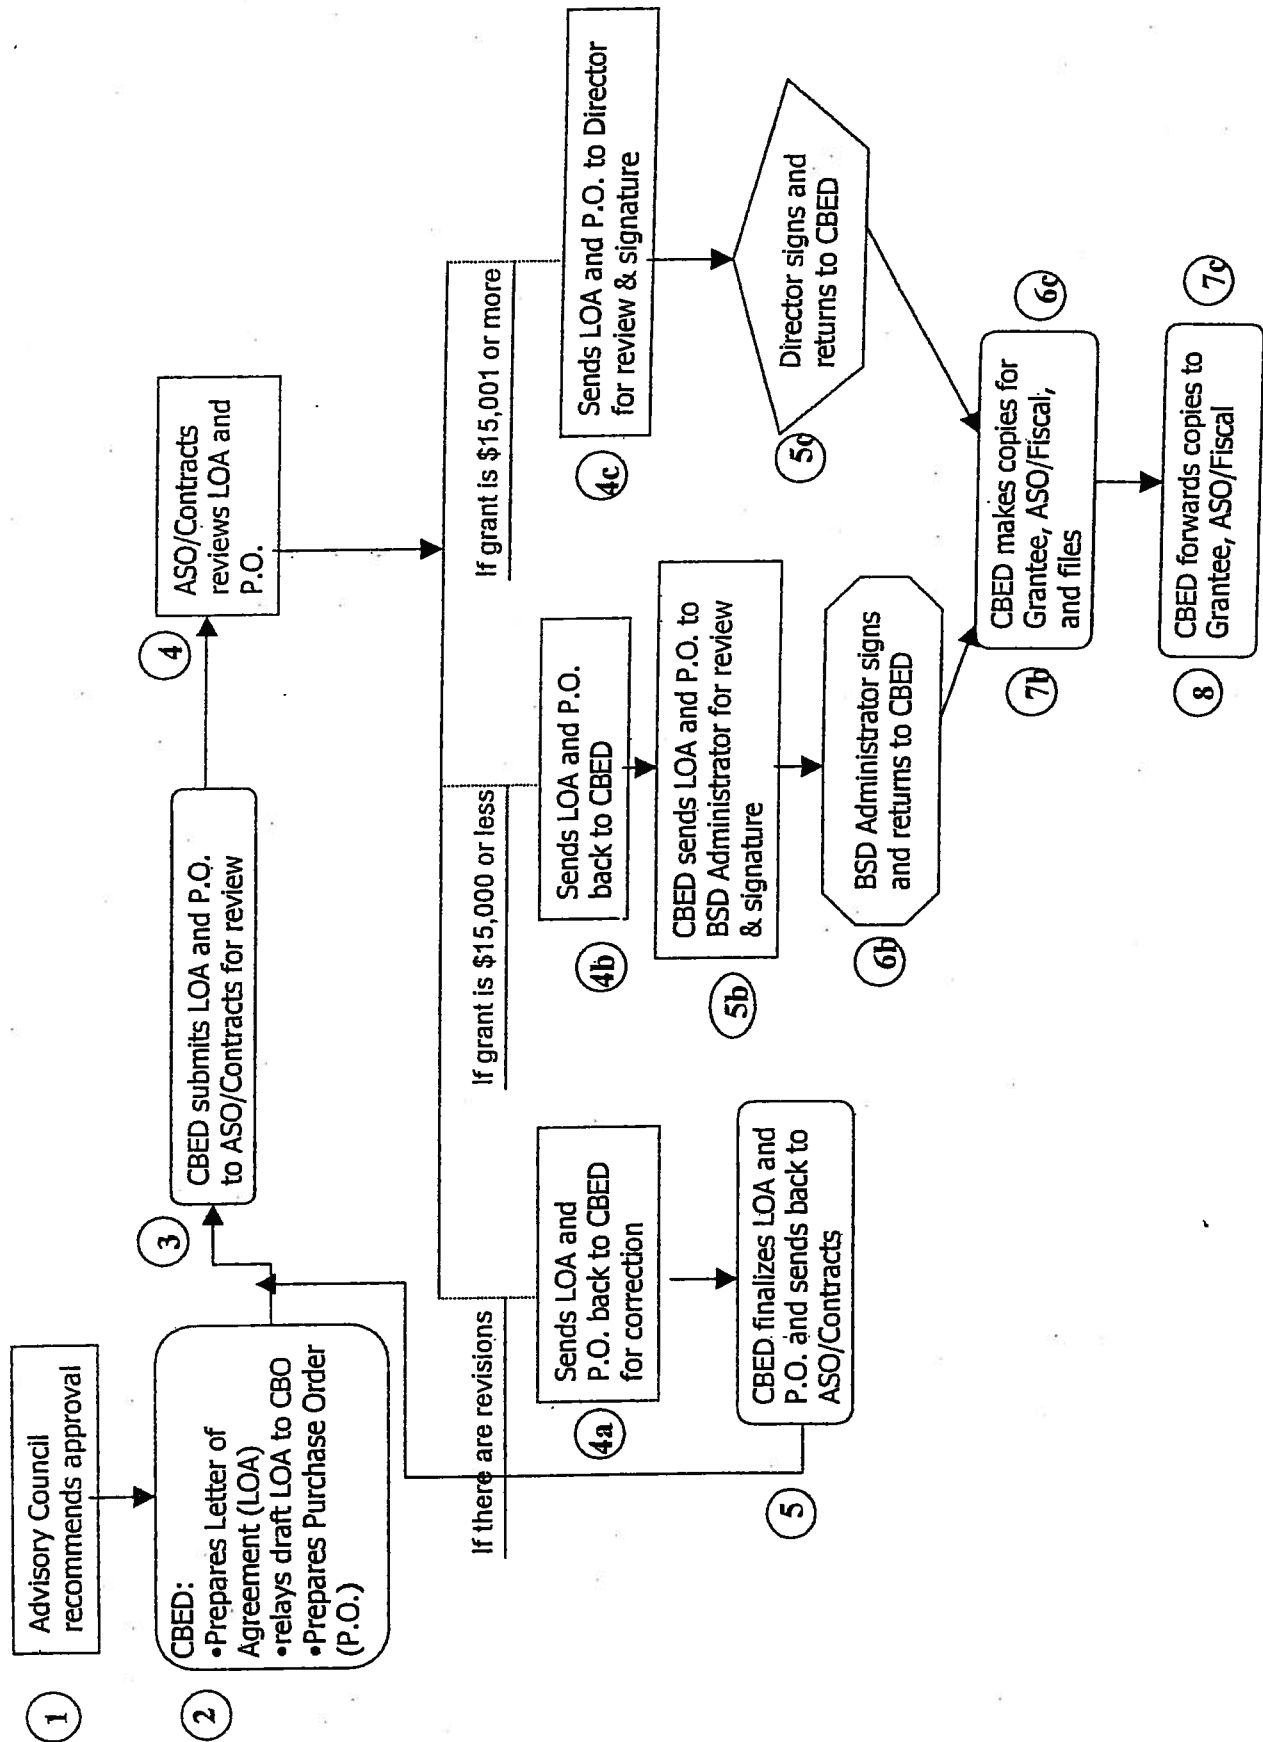 1
Advisory Council
recommends approval
2
CBED:
•Prepares Letter of
Agreement (LOA)
•relays draft LOA to CBO
•Prepares Purchase Order
(P.O.)
3
CBED submits LOA and P.O.
to ASO/Contracts for review
4
ASO/Contracts
reviews LOA and
P.O.
If there are revisions
4a
Sends LOA and
P.O. back to CBED
for correction
5
CBED finalizes LOA and
P.O. and sends back to
ASO/Contracts
If grant is $15,000 or less
4b
Sends LOA and P.O.
back to CBED
5b
CBED sends LOA and P.O. to
BSD Administrator for review
& signature
6b
BSD Administrator signs
and returns to CBED
If grant is $15,001 or more
4c
Sends LOA and P.O. to Director
for review & signature
5c
Director signs and
returns to CBED
7b
6c
CBED makes copies for
Grantee, ASO/Fiscal,
and files
8
7c
CBED forwards copies to
Grantee, ASO/Fiscal